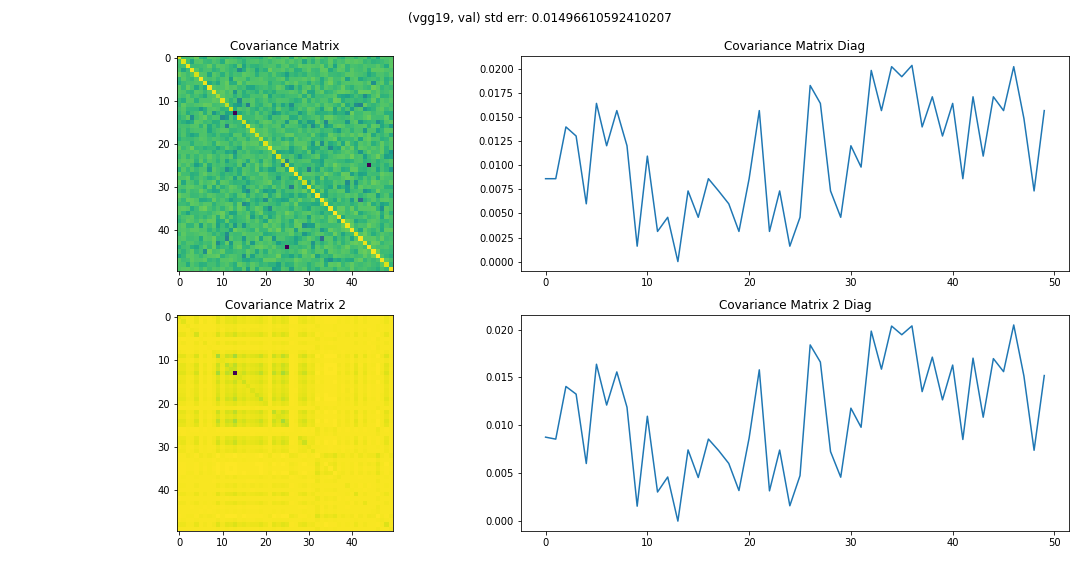 (vgg19, val) std err: 0.01496610592410207
Covariance Matrix
0
10
20
30
40
0 10 20 30 40
Covariance Matrix Diag
0.0200
0.0175
0.0150
0.0125
0.0100
0.0075
0.0050
0.0025
0.0000
0 10 20 30 40 50
Covariance Matrix 2
0
10
20
30
40
0 10 20 30 40
Covariance Matrix 2 Diag
0.020
0.015
0.010
0.005
0.000
0 10 20 30 40 50